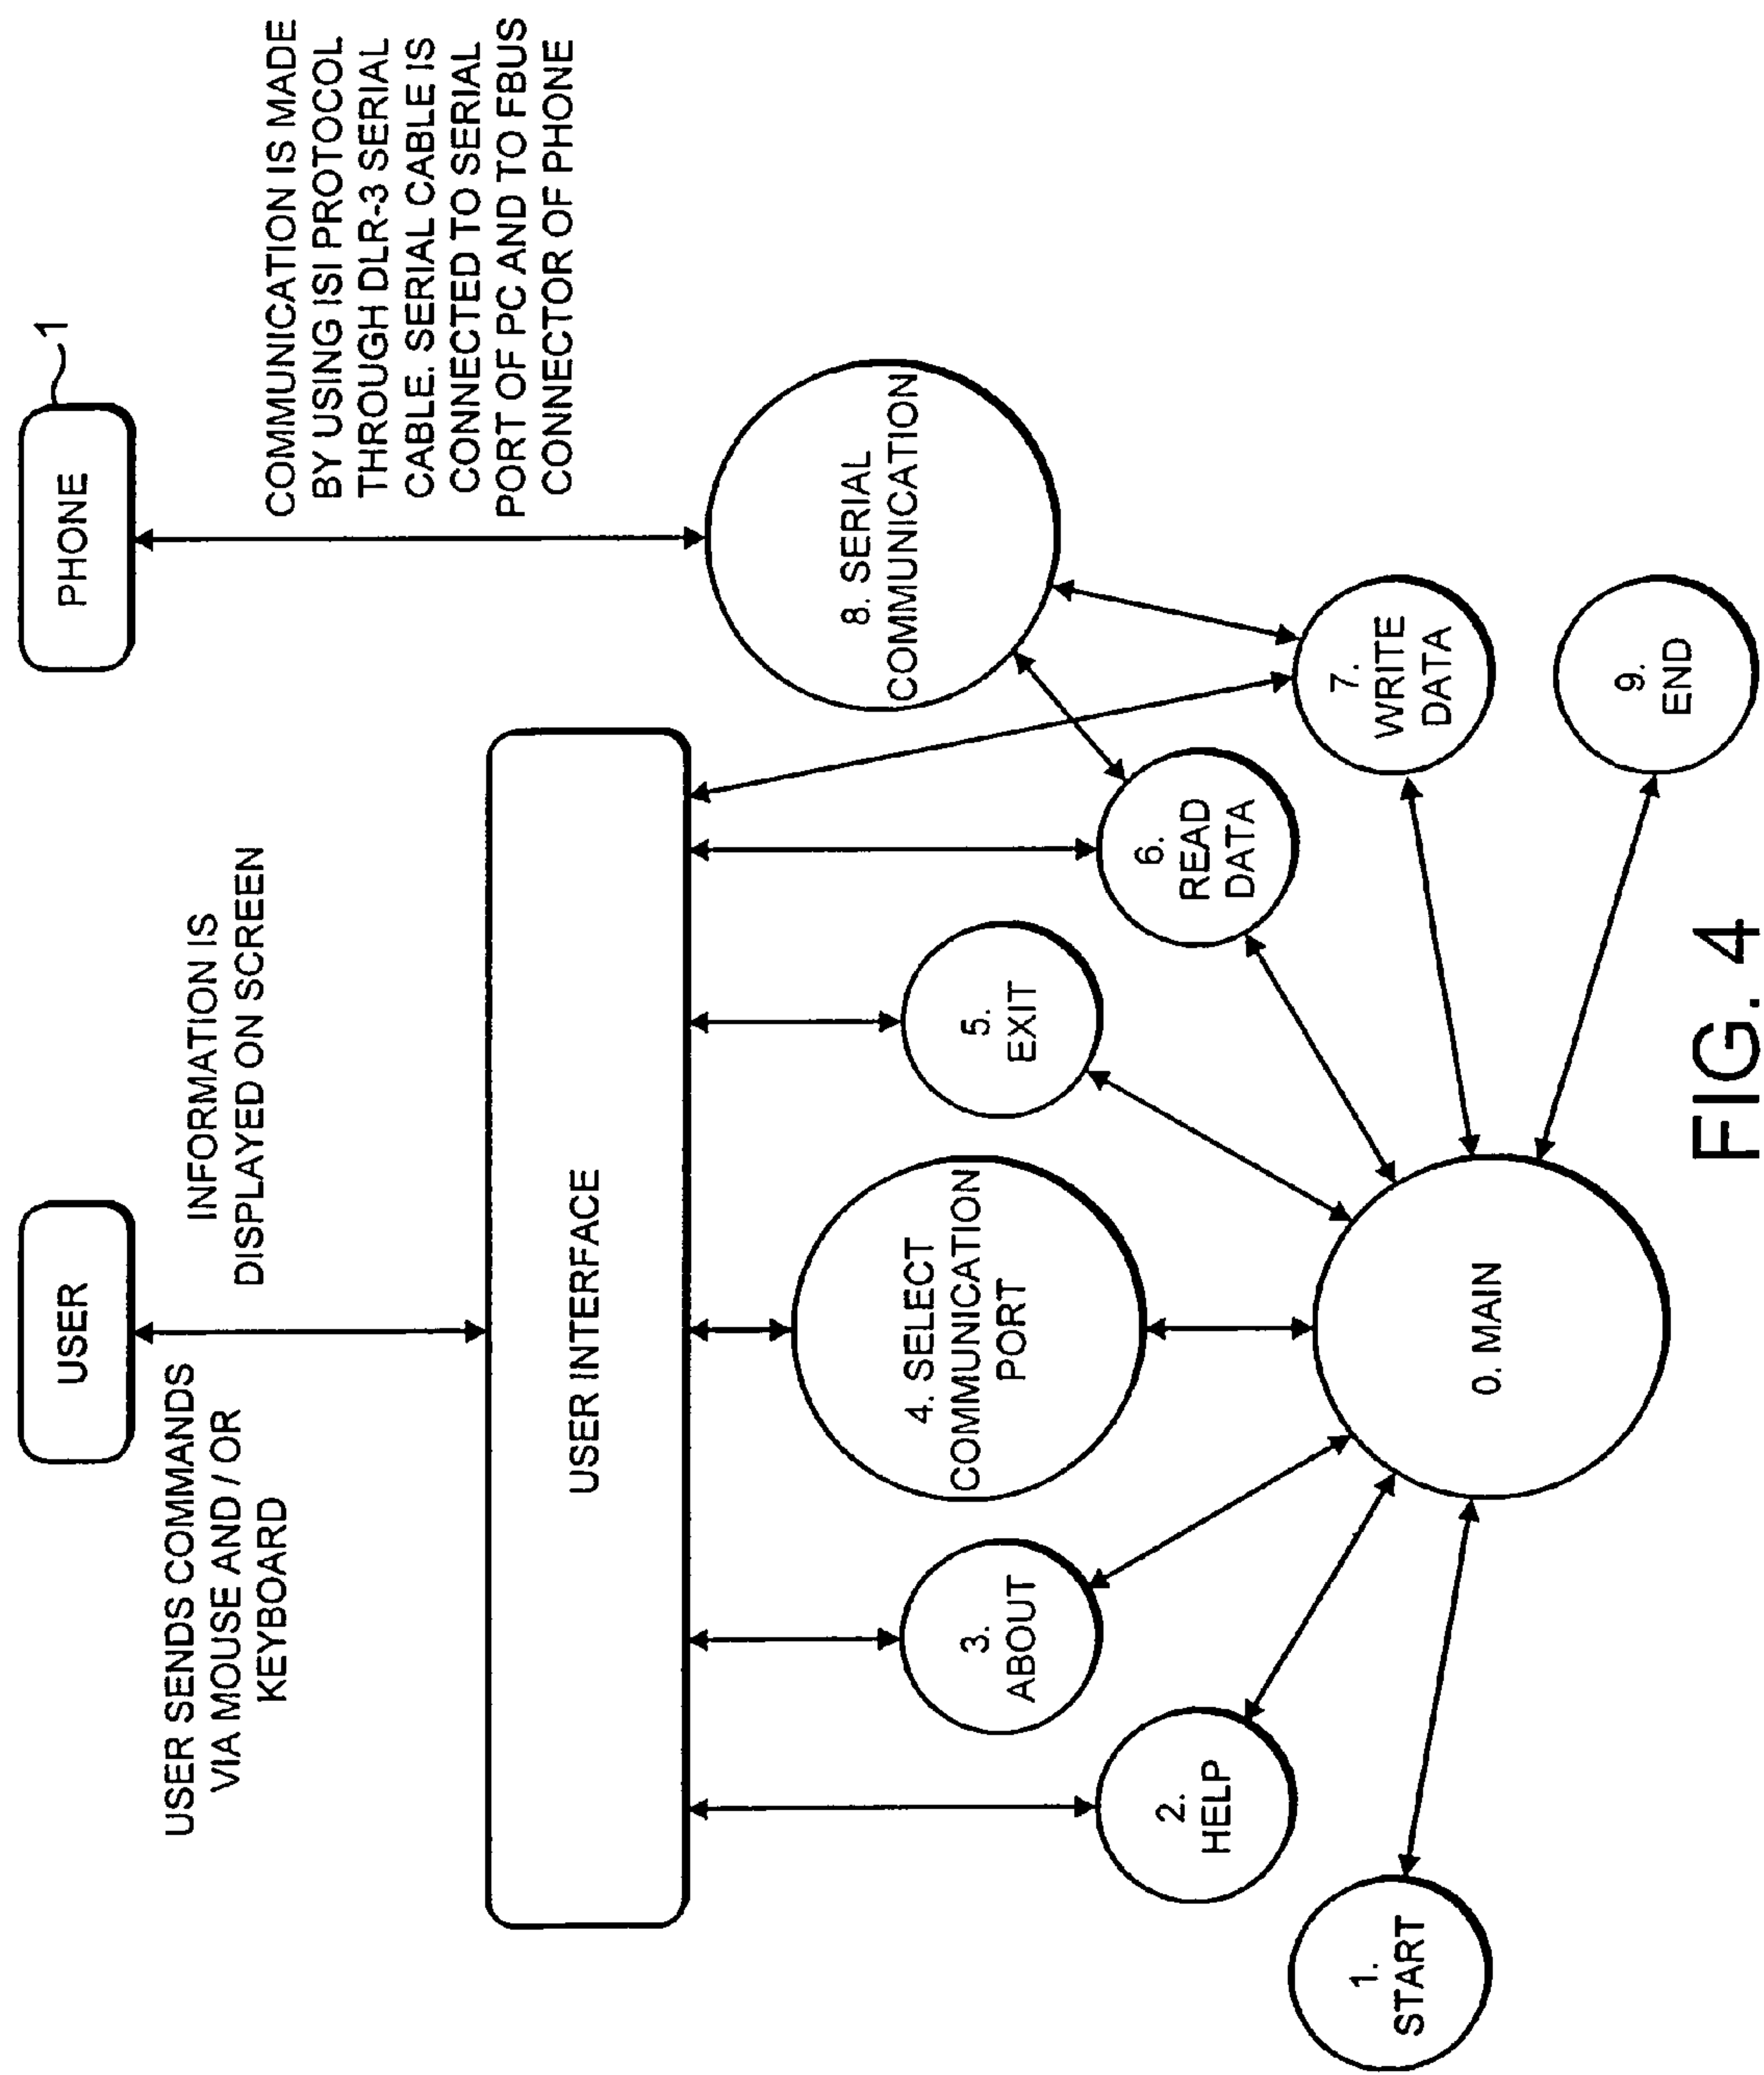 USER
PHONE
1
USER SENDS COMMANDS
VIA MOUSE AND / OR
KEYBOARD
INFORMATION IS
DISPLAYED ON SCREEN
COMMUNICATION IS MADE
BY USING ISI PROTOCOL
THROUGH DLR-3 SERIAL
CABLE. SERIAL CABLE IS
CONNECTED TO SERIAL
PORT OF PC AND TO FBUS
CONNECTOR OF PHONE
USER INTERFACE
1.
START
2.
HELP
3.
ABOUT
4. SELECT
COMMUNICATION
PORT
5.
EXIT
6.
READ
DATA
7.
WRITE
DATA
8. SERIAL
COMMUNICATION
9.
END
0. MAIN
FIG. 4